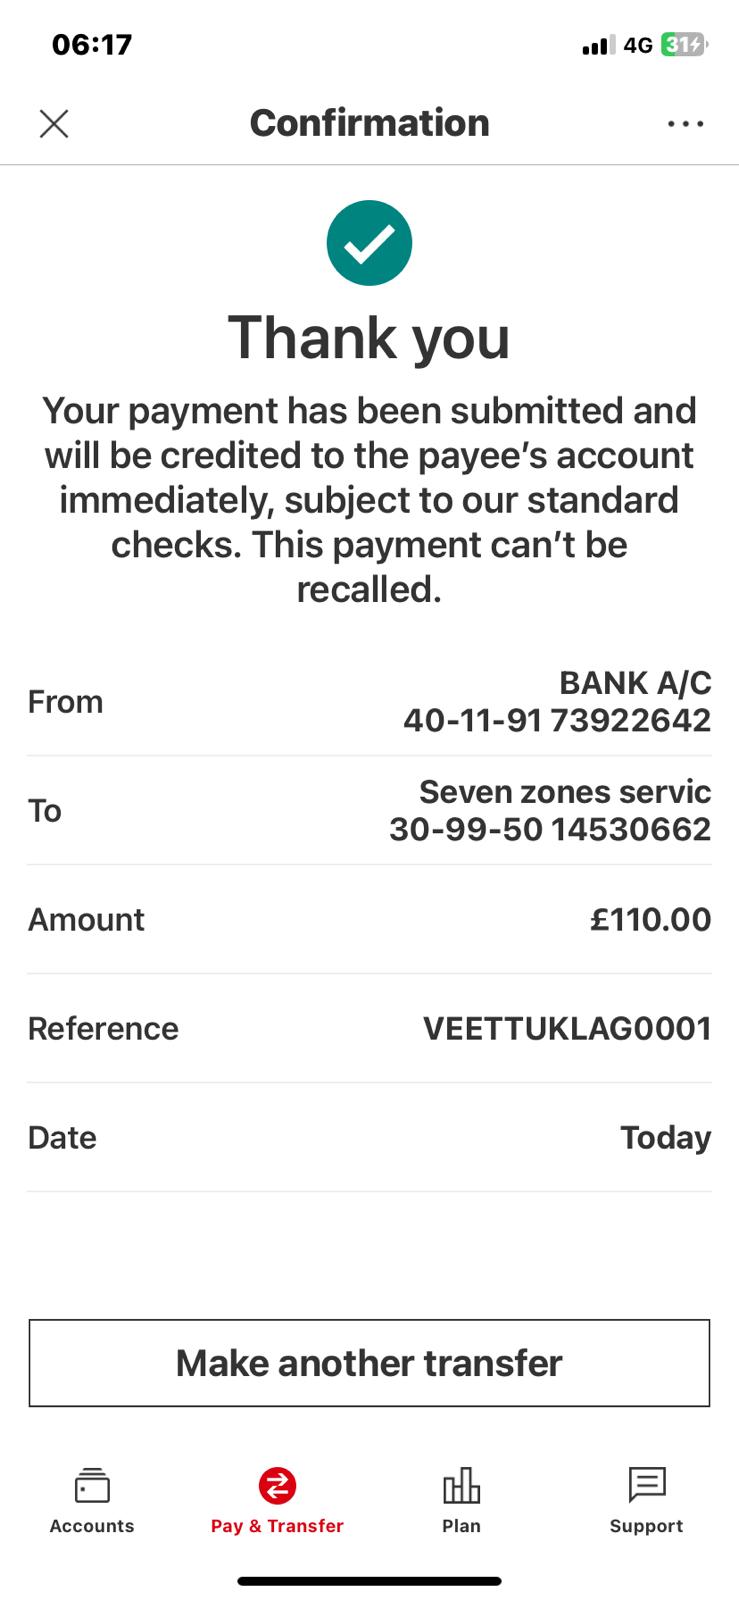 06:17
4G 31
Confirmation
Thank you
Your payment has been submitted and
will be credited to the payee’s account
immediately, subject to our standard
checks. This payment can’t be
recalled.
From
BANK A/C
40-11-91 73922642
To
Seven zones servic
30-99-50 14530662
Amount
£110.00
Reference
VEETTUKLAG0001
Date
Today
Make another transfer
Accounts
Pay & Transfer
Plan
Support